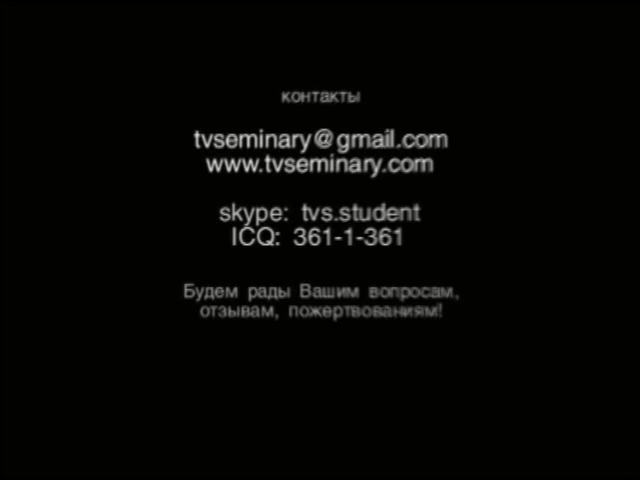 контакты
tvseminary@gmail.com
www.tvseminary.com
skype: tvs.student
ICQ: 361-1-361
Будем рады Вашим вопросам,
отзывам, пожертвованиям!